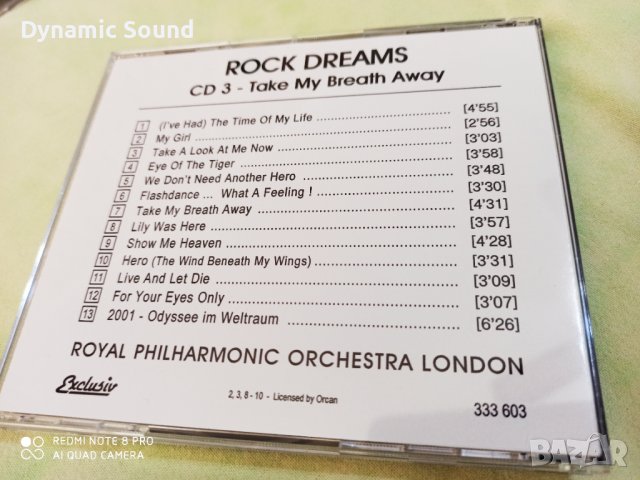 Dynamic Sound
ROCK DREAMS
CD 3 - Take My Breath Away
1 (I've Had) The Time Of My Life [4'55]
2 My Girl [2'56]
3 Take A Look At Me Now [3'03]
4 Eye Of The Tiger [3'58]
5 We Don't Need Another Hero [3'48]
6 Flashdance ... What A Feeling ! [3'30]
7 Take My Breath Away [4'31]
8 Lily Was Here [3'57]
9 Show Me Heaven [4'28]
10 Hero (The Wind Beneath My Wings) [3'31]
11 Live And Let Die [3'09]
12 For Your Eyes Only [3'07]
13 2001 - Odyssee im Weltraum [6'26]
ROYAL PHILHARMONIC ORCHESTRA LONDON
Exclusiv
2, 3, 8 - 10 - Licensed by Orcan
333 603
REDMI NOTE 8 PRO
AI QUAD CAMERA
BAZAR